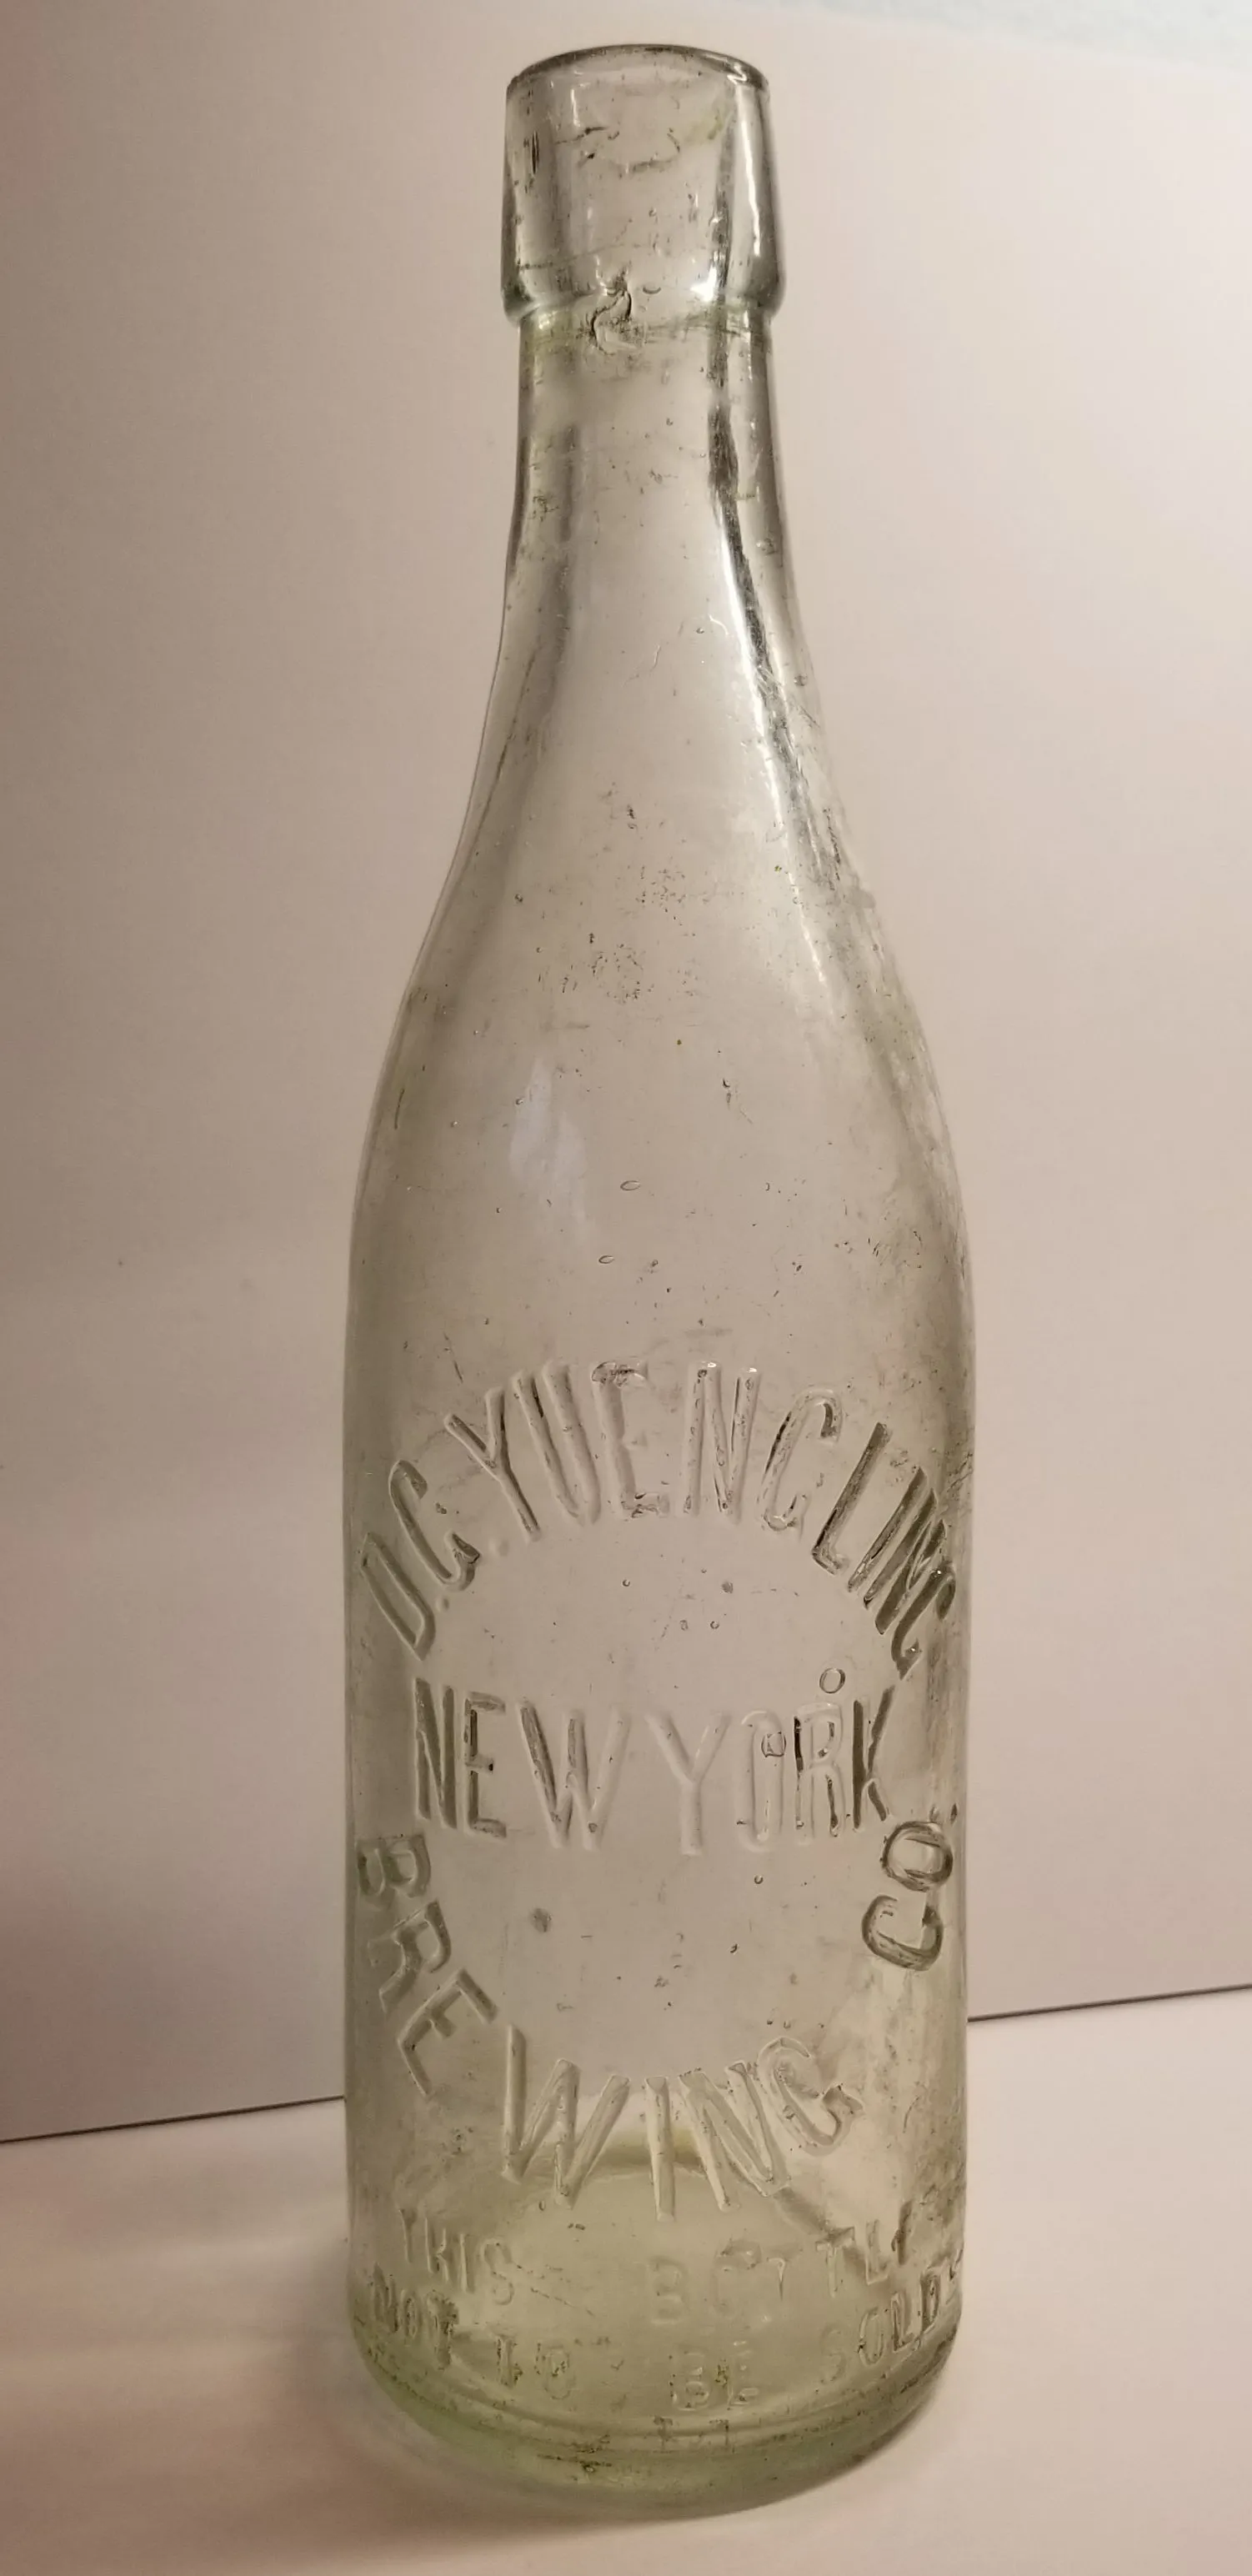 D.G. YUENGLING
NEW YORK
BREWING CO.
THIS BOTTLE
NOT TO BE SOLD